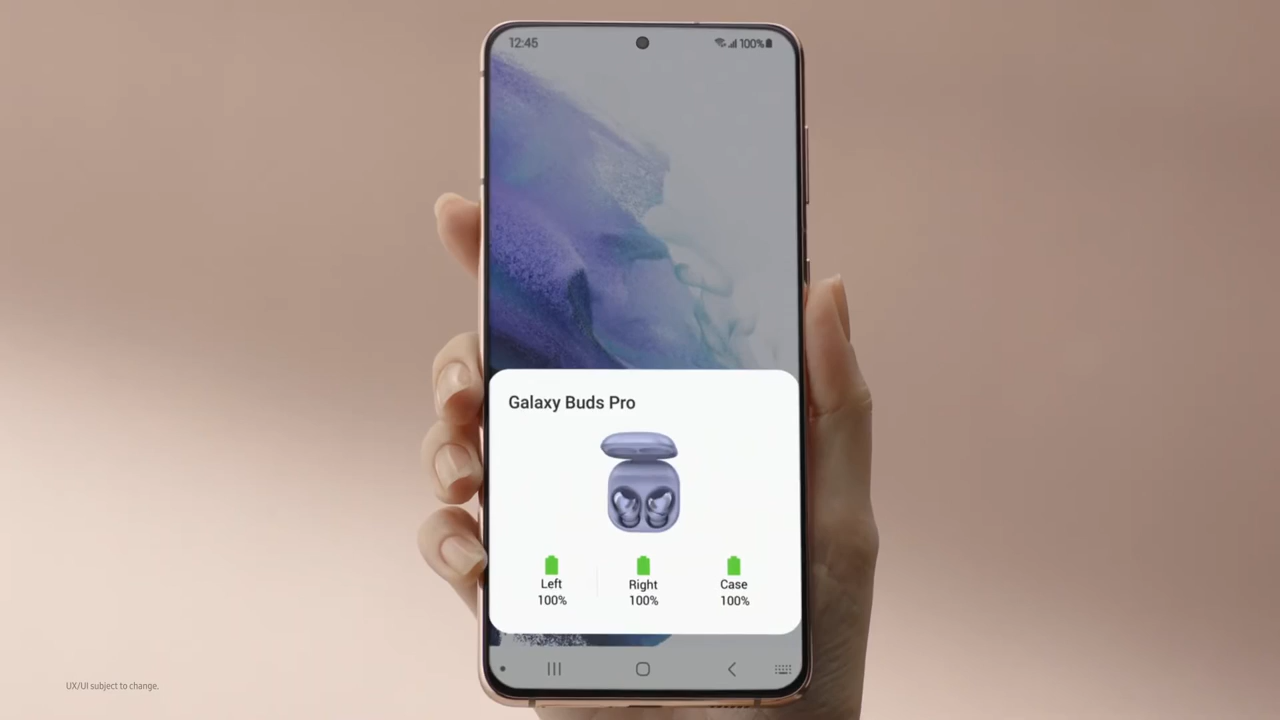 12:45 100%
Galaxy Buds Pro
Left Right Case
100% 100% 100%
UX/UI subject to change.